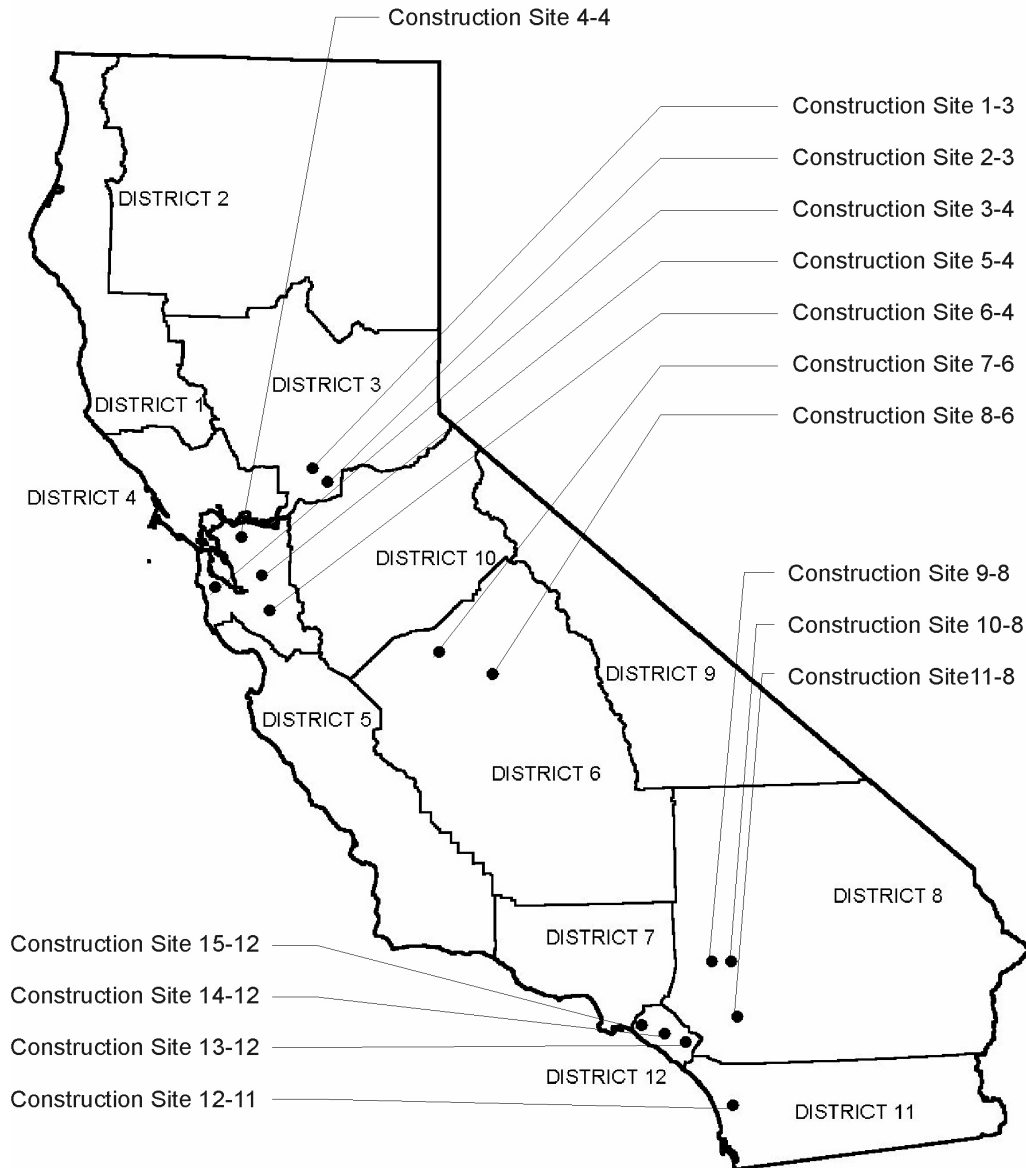 Construction Site 4-4
Construction Site 1-3
Construction Site 2-3
DISTRICT 2
Construction Site 3-4
Construction Site 5-4
Construction Site 6-4
Construction Site 7-6
DISTRICT 3
DISTRICT 1
Construction Site 8-6
DISTRICT 4
DISTRICT 10
Construction Site 9-8
Construction Site 10-8
DISTRICT 9
Construction Site11-8
DISTRICT 5
DISTRICT 6
DISTRICT 8
DISTRICT 7
Construction Site 15-12
Construction Site 14-12
Construction Site 13-12
DISTRICT 12
Construction Site 12-11
DISTRICT 11